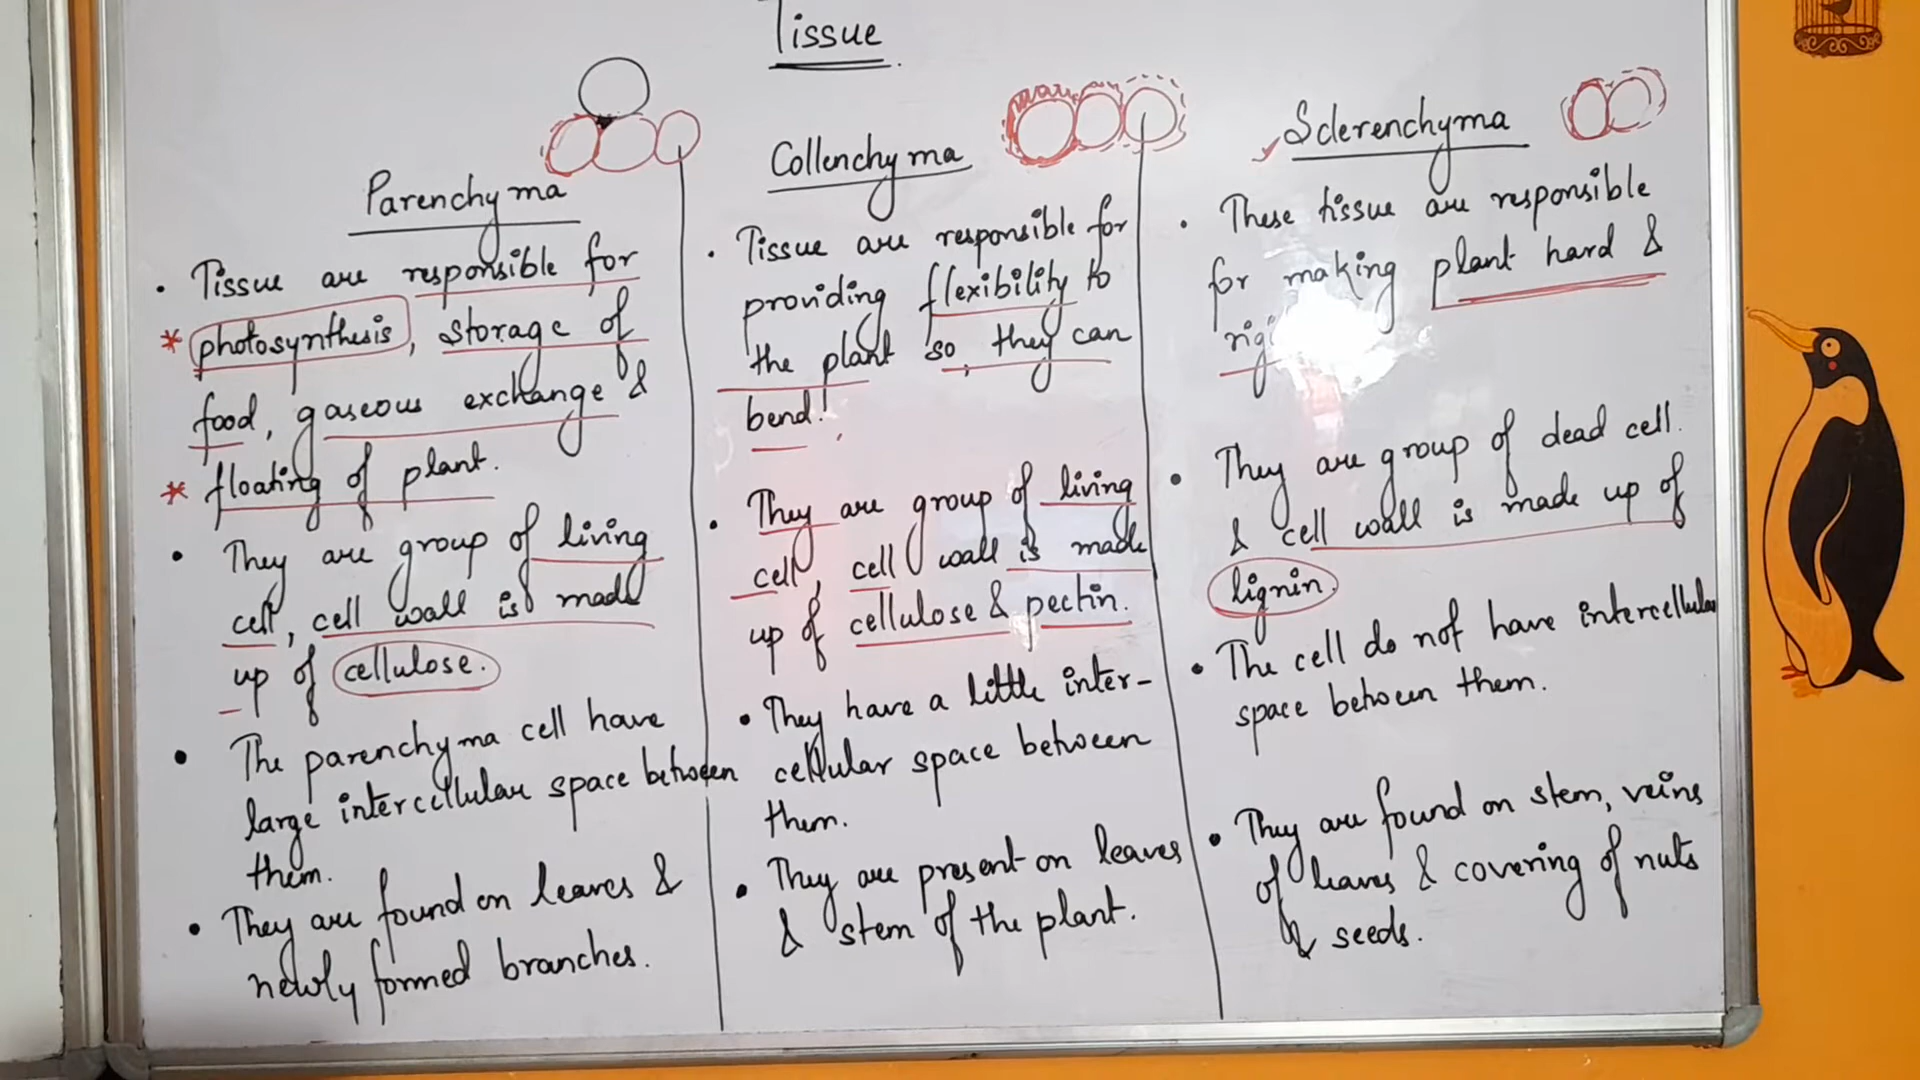 Tissue
Parenchyma
• Tissue are responsible for
* photosynthesis, storage of
food, gaseous exchange &
* floating of plant.
• They are group of living
cell, cell wall is made
up of cellulose.
• The parenchyma cell have
large intercellular space between
them.
• They are found on leaves &
newly formed branches.
Collenchyma
• Tissue are responsible for
providing flexibility to
the plant so, they can
bend.
• They are group of living
cell, cell wall is made
up of cellulose & pectin.
• They have a little inter-
cellular space between
them.
• They are present on leaves
& stem of the plant.
Sclerenchyma
• These tissue are responsible
for making plant hard &
• They are group of dead cell.
& cell wall is made up of
lignin.
• The cell do not have intercellular
space between them.
• They are found on stem, veins
of leaves & covering of nuts
& seeds.